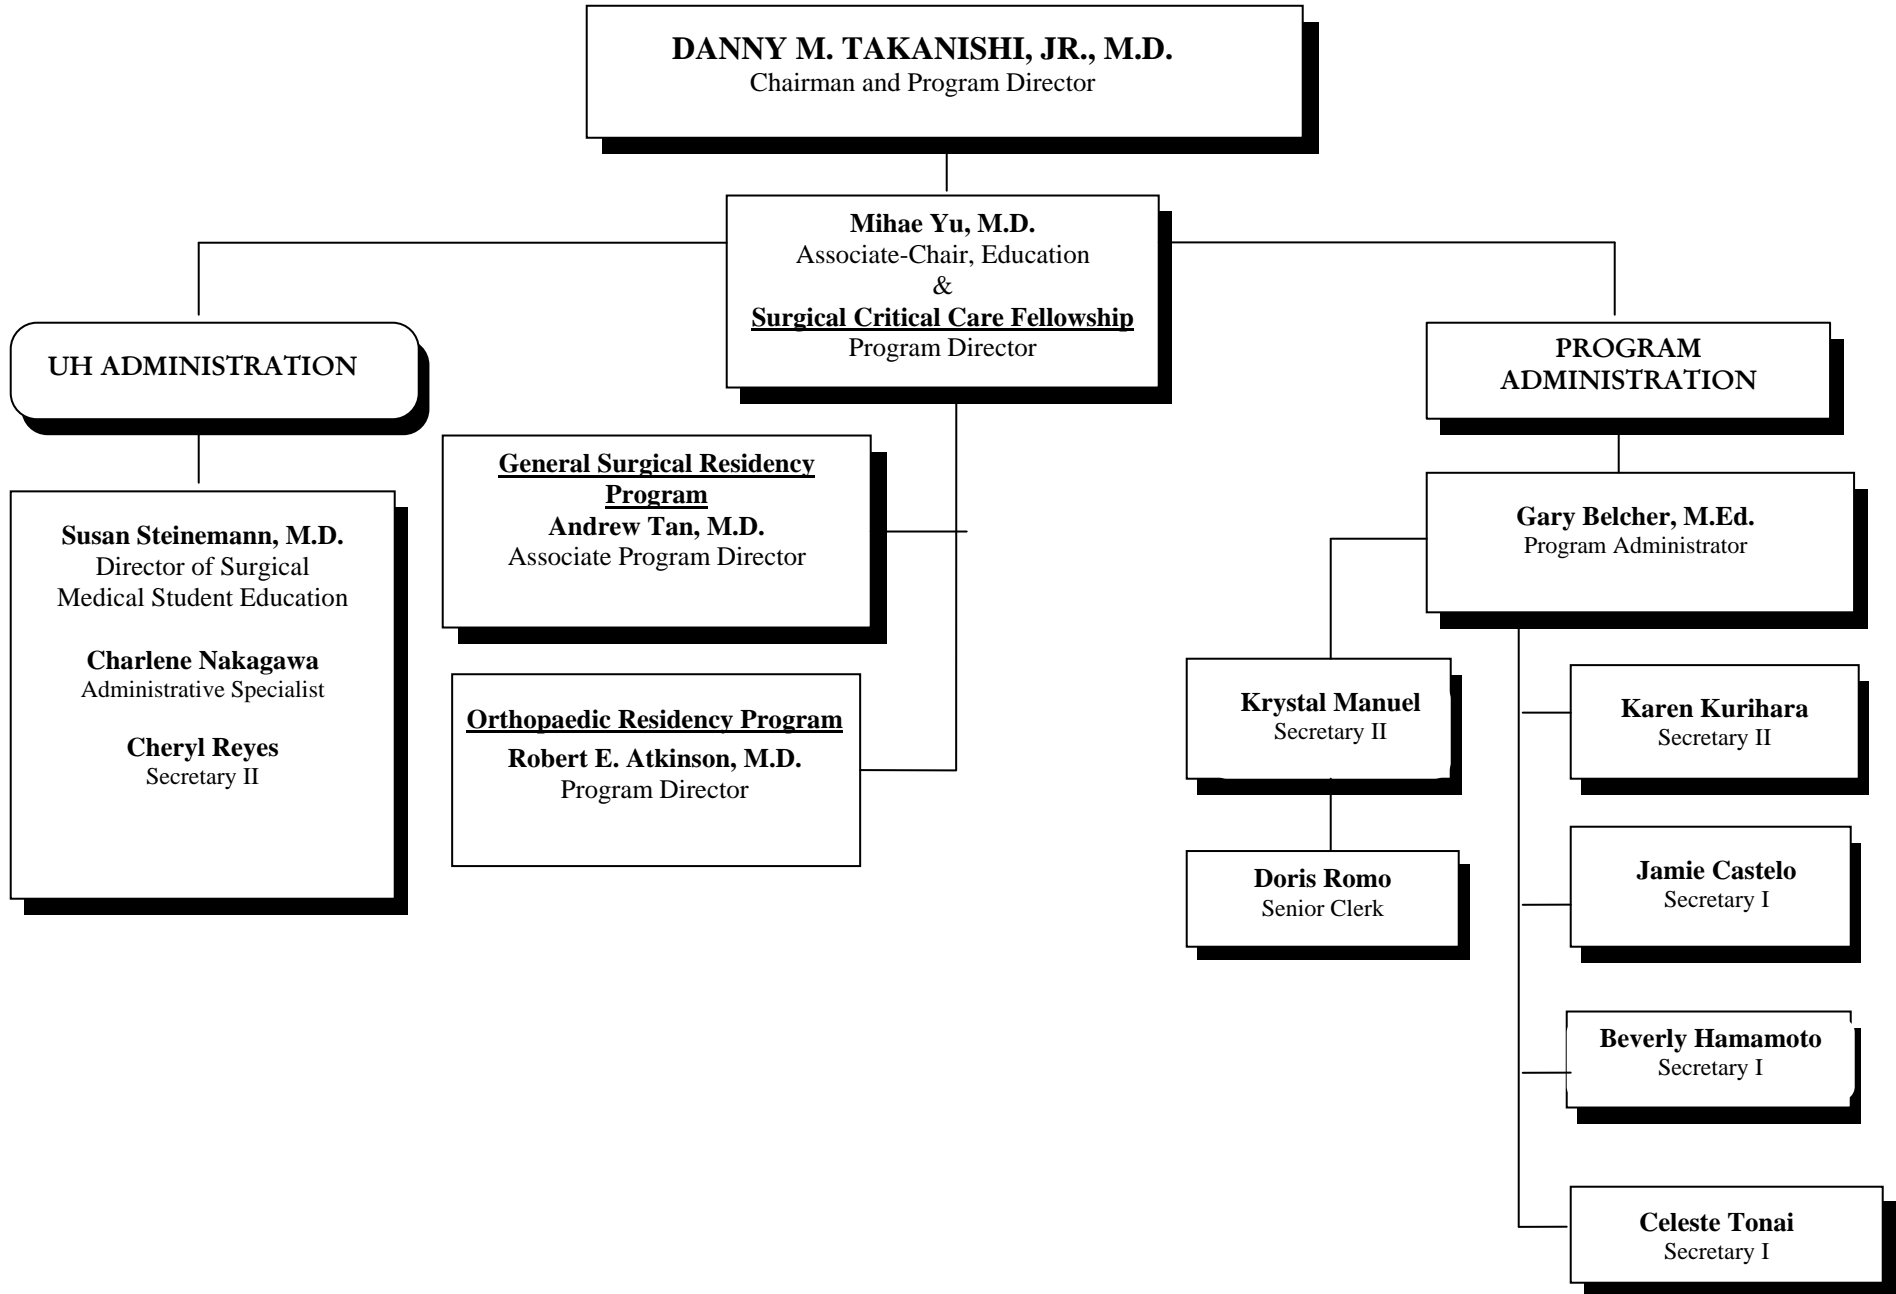 DANNY M. TAKANISHI, JR., M.D.
Chairman and Program Director
Mihae Yu, M.D.
Associate-Chair, Education
&
Surgical Critical Care Fellowship
Program Director
UH ADMINISTRATION
Susan Steinemann, M.D.
Director of Surgical
Medical Student Education
Charlene Nakagawa
Administrative Specialist
Cheryl Reyes
Secretary II
General Surgical Residency
Program
Andrew Tan, M.D.
Associate Program Director
Orthopaedic Residency Program
Robert E. Atkinson, M.D.
Program Director
PROGRAM
ADMINISTRATION
Gary Belcher, M.Ed.
Program Administrator
Krystal Manuel
Secretary II
Doris Romo
Senior Clerk
Karen Kurihara
Secretary II
Jamie Castelo
Secretary I
Beverly Hamamoto
Secretary I
Celeste Tonai
Secretary I